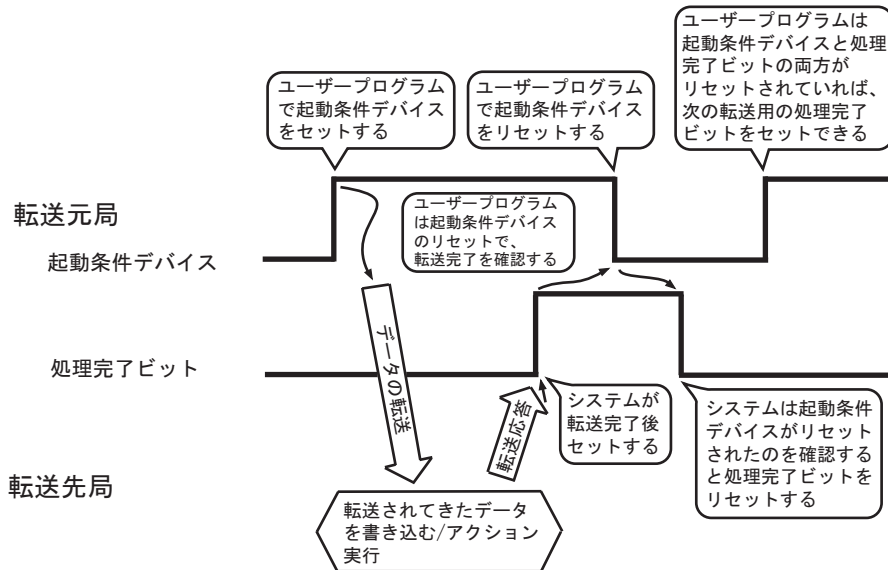 ユーザープログラム
で起動条件デバイス
をセットする
ユーザープログラム
で起動条件デバイス
をリセットする
ユーザープログラムは
起動条件デバイスと処理
完了ビットの両方が
リセットされていれば、
次の転送用の処理完了
ビットをセットできる
転送元局
起動条件デバイス
ユーザープログラム
は起動条件デバイス
のリセットで、
転送完了を確認する
データの転送
処理完了ビット
転送応答
システムが
転送完了後
セットする
システムは起動条件
デバイスがリセット
されたのを確認する
と処理完了ビットを
リセットする
転送先局
転送されてきたデータ
を書き込む/アクション
実行